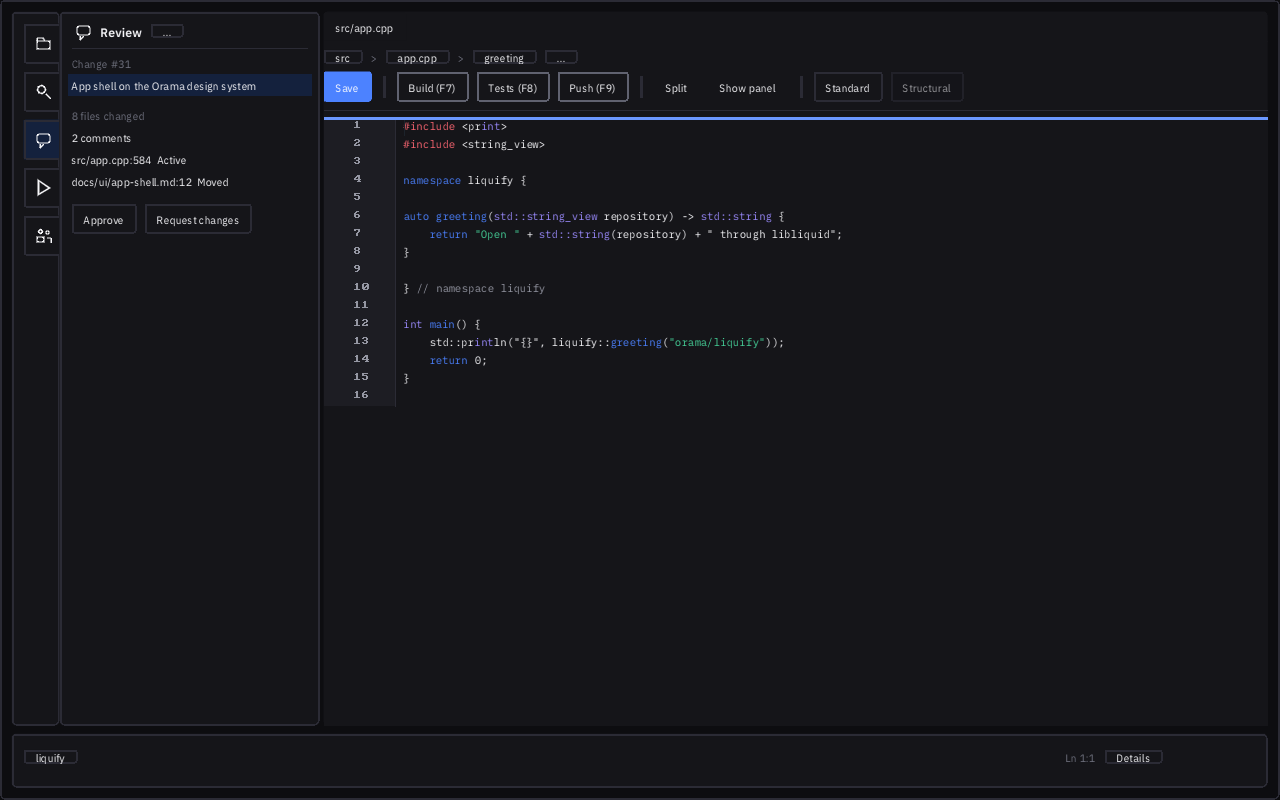 Review ...
Change #31
App shell on the Orama design system
8 files changed
2 comments
src/app.cpp:584 Active
docs/ui/app-shell.md:12 Moved
Approve Request changes
src/app.cpp
src > app.cpp > greeting ...
Save Build (F7) Tests (F8) Push (F9) Split Show panel Standard Structural
1 #include <print>
2 #include <string_view>
3
4 namespace liquify {
5
6 auto greeting(std::string_view repository) -> std::string {
7     return "Open " + std::string(repository) + " through libliquid";
8 }
9
10 } // namespace liquify
11
12 int main() {
13     std::println("{}", liquify::greeting("orama/liquify"));
14     return 0;
15 }
16
liquify Ln 1:1 Details